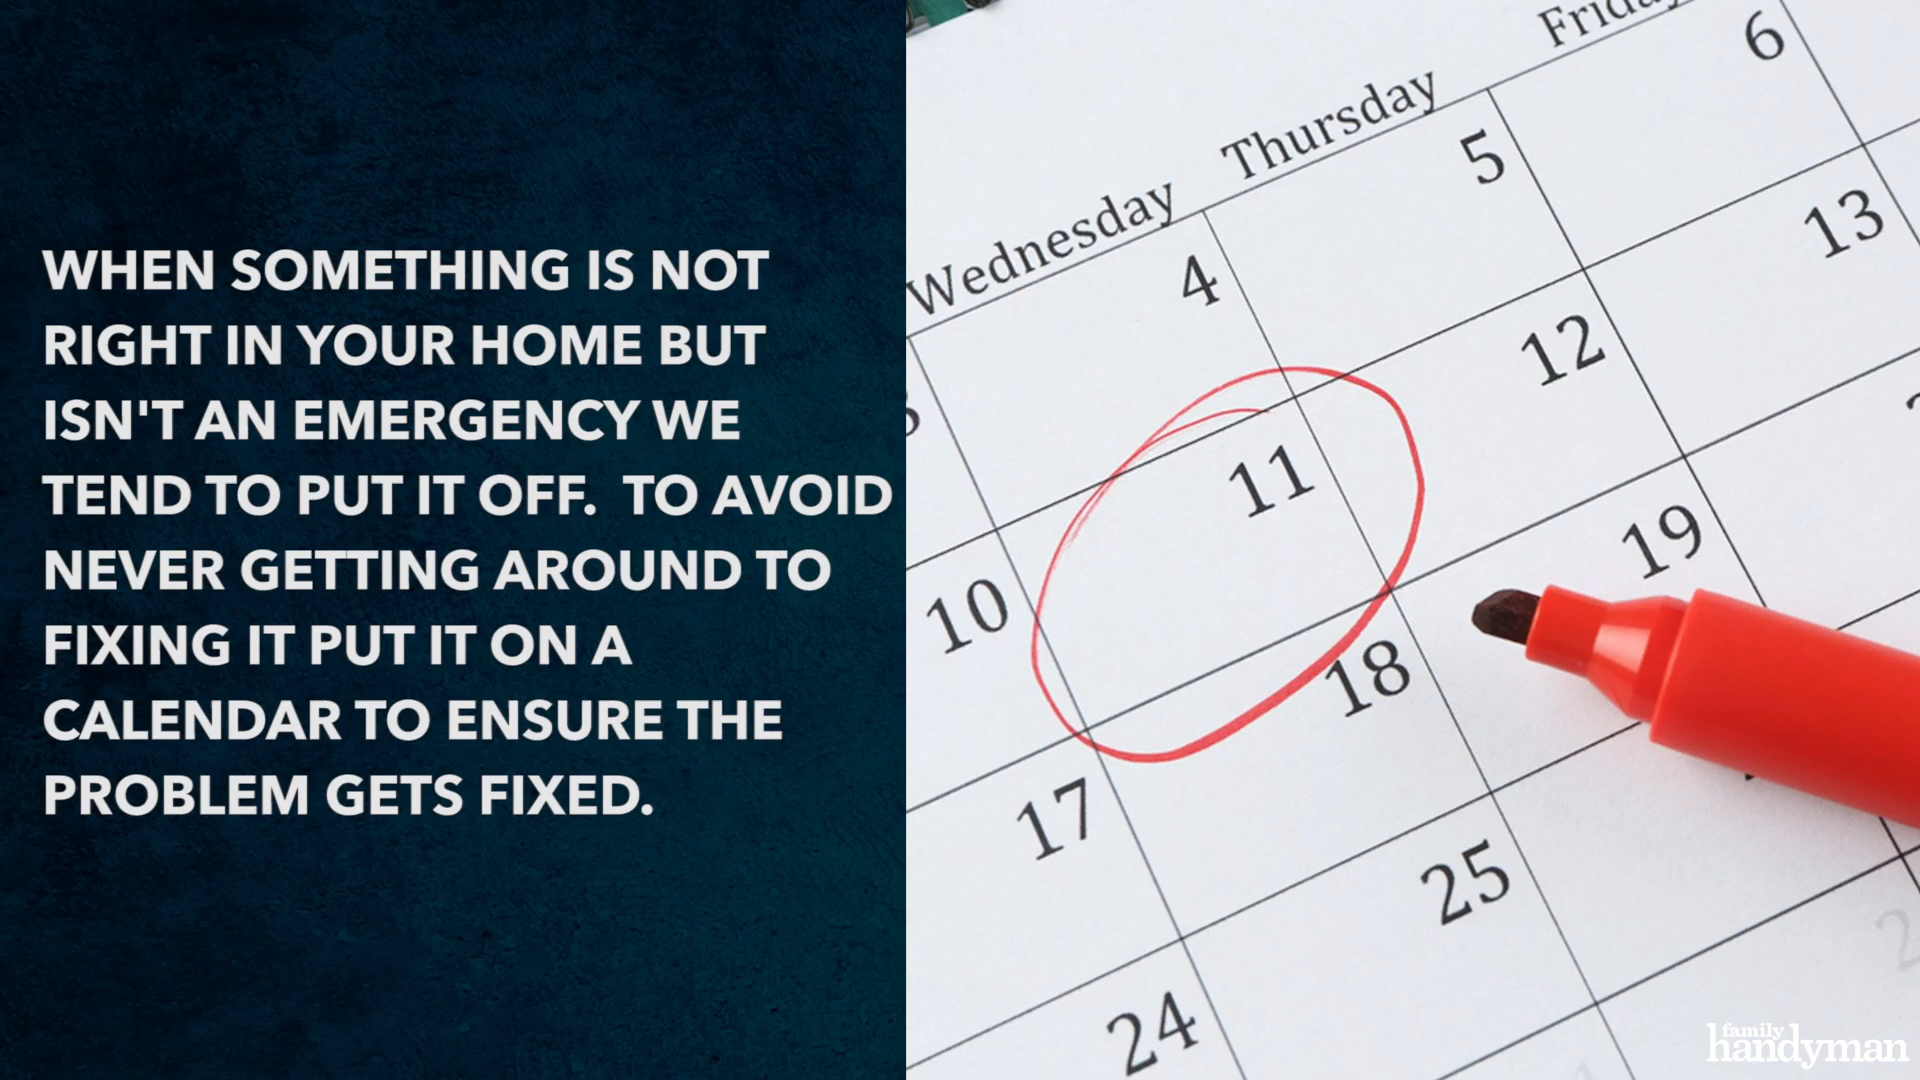 WHEN SOMETHING IS NOT
RIGHT IN YOUR HOME BUT
ISN'T AN EMERGENCY WE
TEND TO PUT IT OFF.  TO AVOID
NEVER GETTING AROUND TO
FIXING IT PUT IT ON A
CALENDAR TO ENSURE THE
PROBLEM GETS FIXED.
Wednesday Thursday Friday
4 5 6
10 11 12 13
17 18 19
24 25
family
handyman